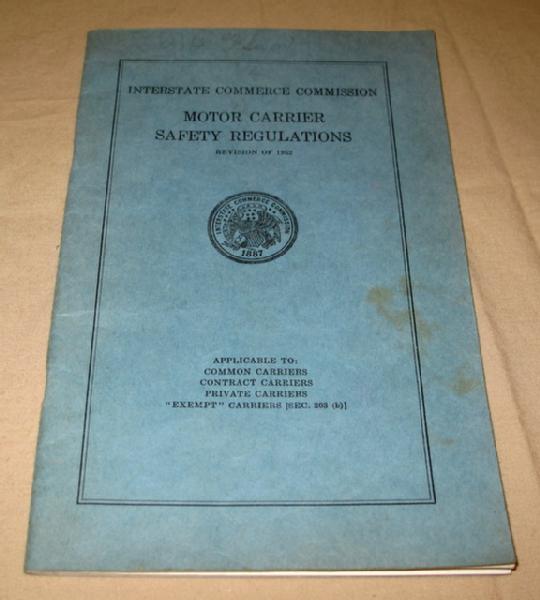 INTERSTATE COMMERCE COMMISSION
MOTOR CARRIER
SAFETY REGULATIONS
REVISION OF 1952
INTERSTATE COMMERCE COMMISSION
1887
APPLICABLE TO:
COMMON CARRIERS
CONTRACT CARRIERS
PRIVATE CARRIERS
"EXEMPT" CARRIERS [SEC. 203 (b)]